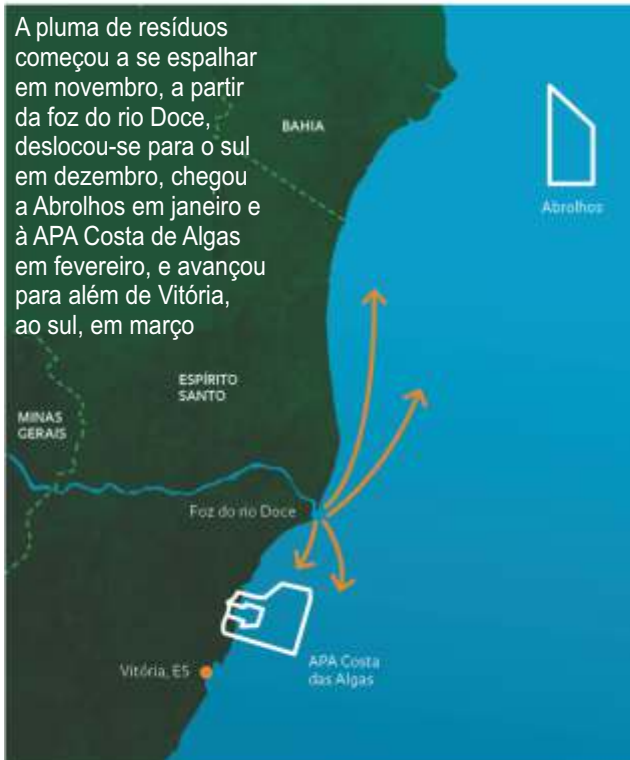 A pluma de resíduos
começou a se espalhar
em novembro, a partir
da foz do rio Doce,
deslocou-se para o sul
em dezembro, chegou
a Abrolhos em janeiro e
à APA Costa de Algas
em fevereiro, e avançou
para além de Vitória,
ao sul, em março
BAHIA
Abrolhos
ESPÍRITO
SANTO
MINAS
GERAIS
Foz do rio Doce
Vitória, ES
APA Costa
das Algas